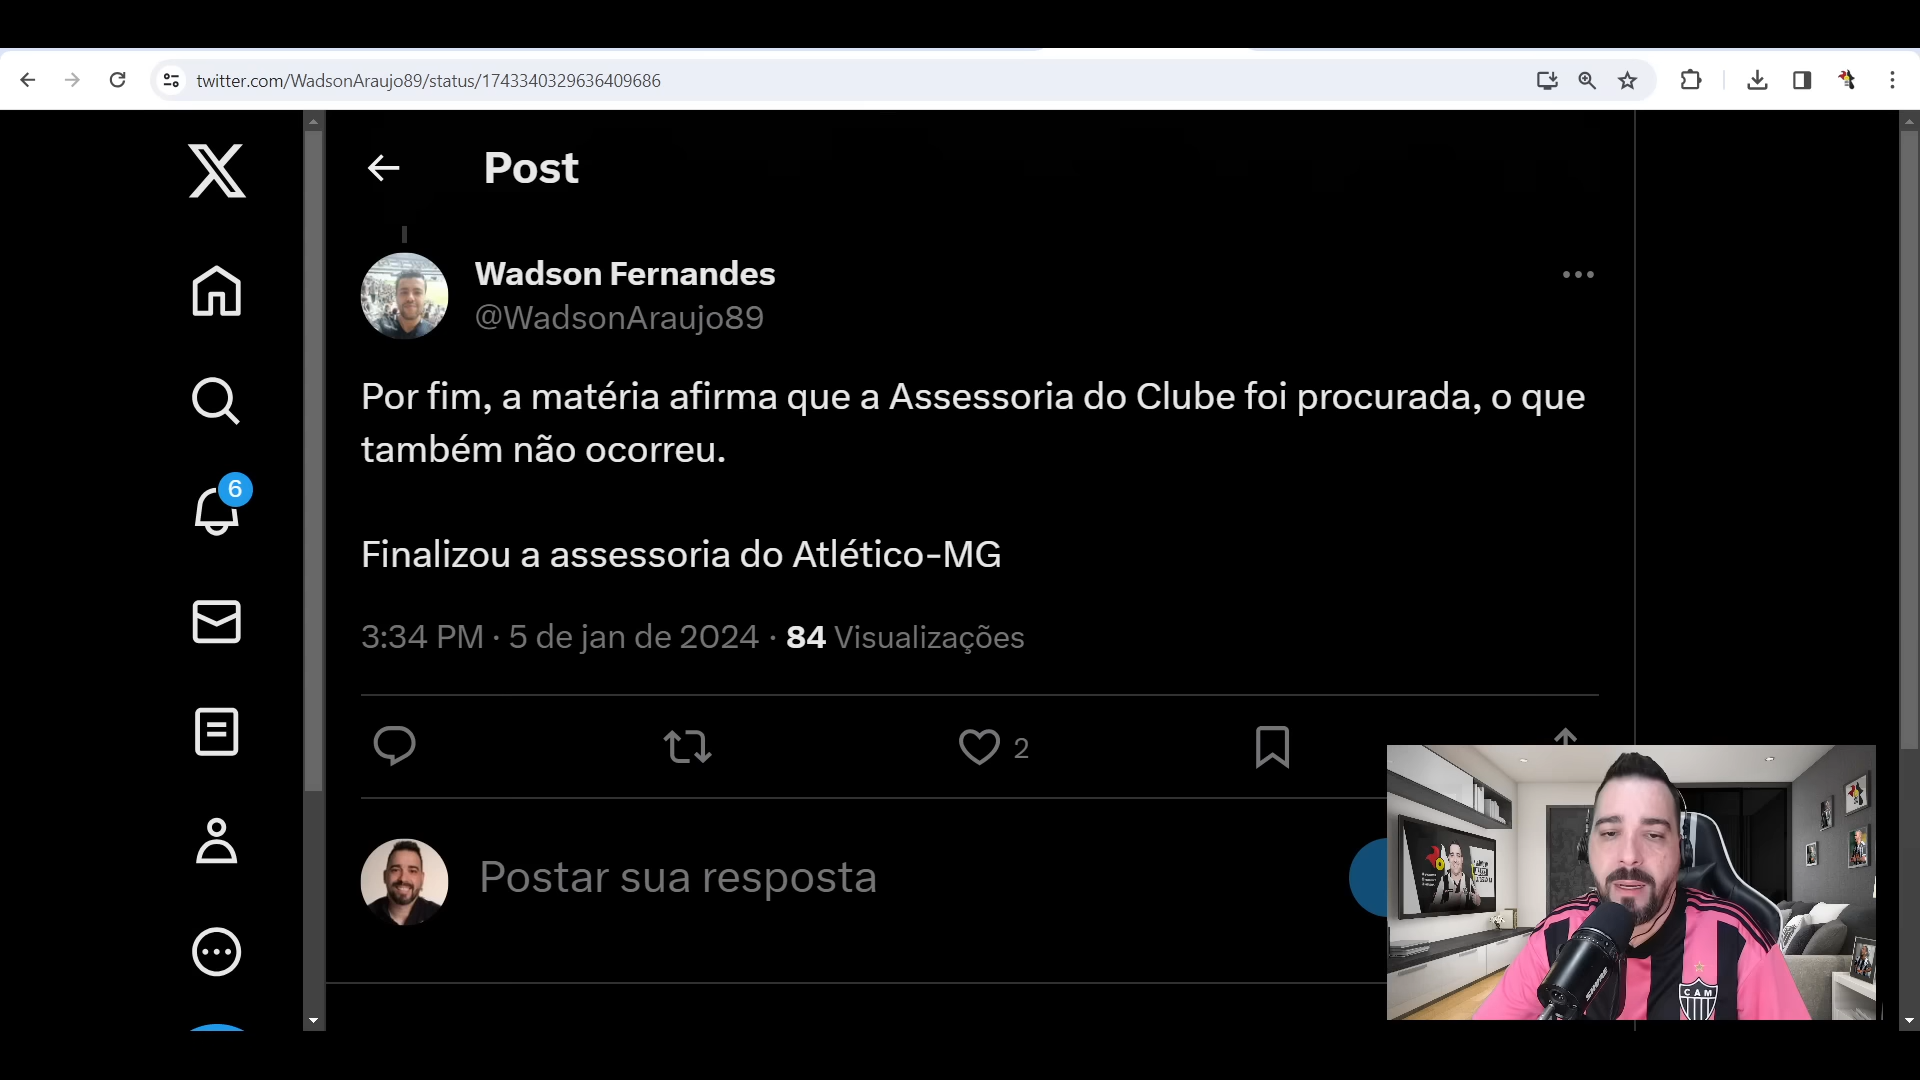 twitter.com/WadsonAraujo89/status/1743340329636409686
Post
Wadson Fernandes
@WadsonAraujo89
Por fim, a matéria afirma que a Assessoria do Clube foi procurada, o que
também não ocorreu.
Finalizou a assessoria do Atlético-MG
3:34 PM · 5 de jan de 2024 · 84 Visualizações
6
2
Postar sua resposta
CAM